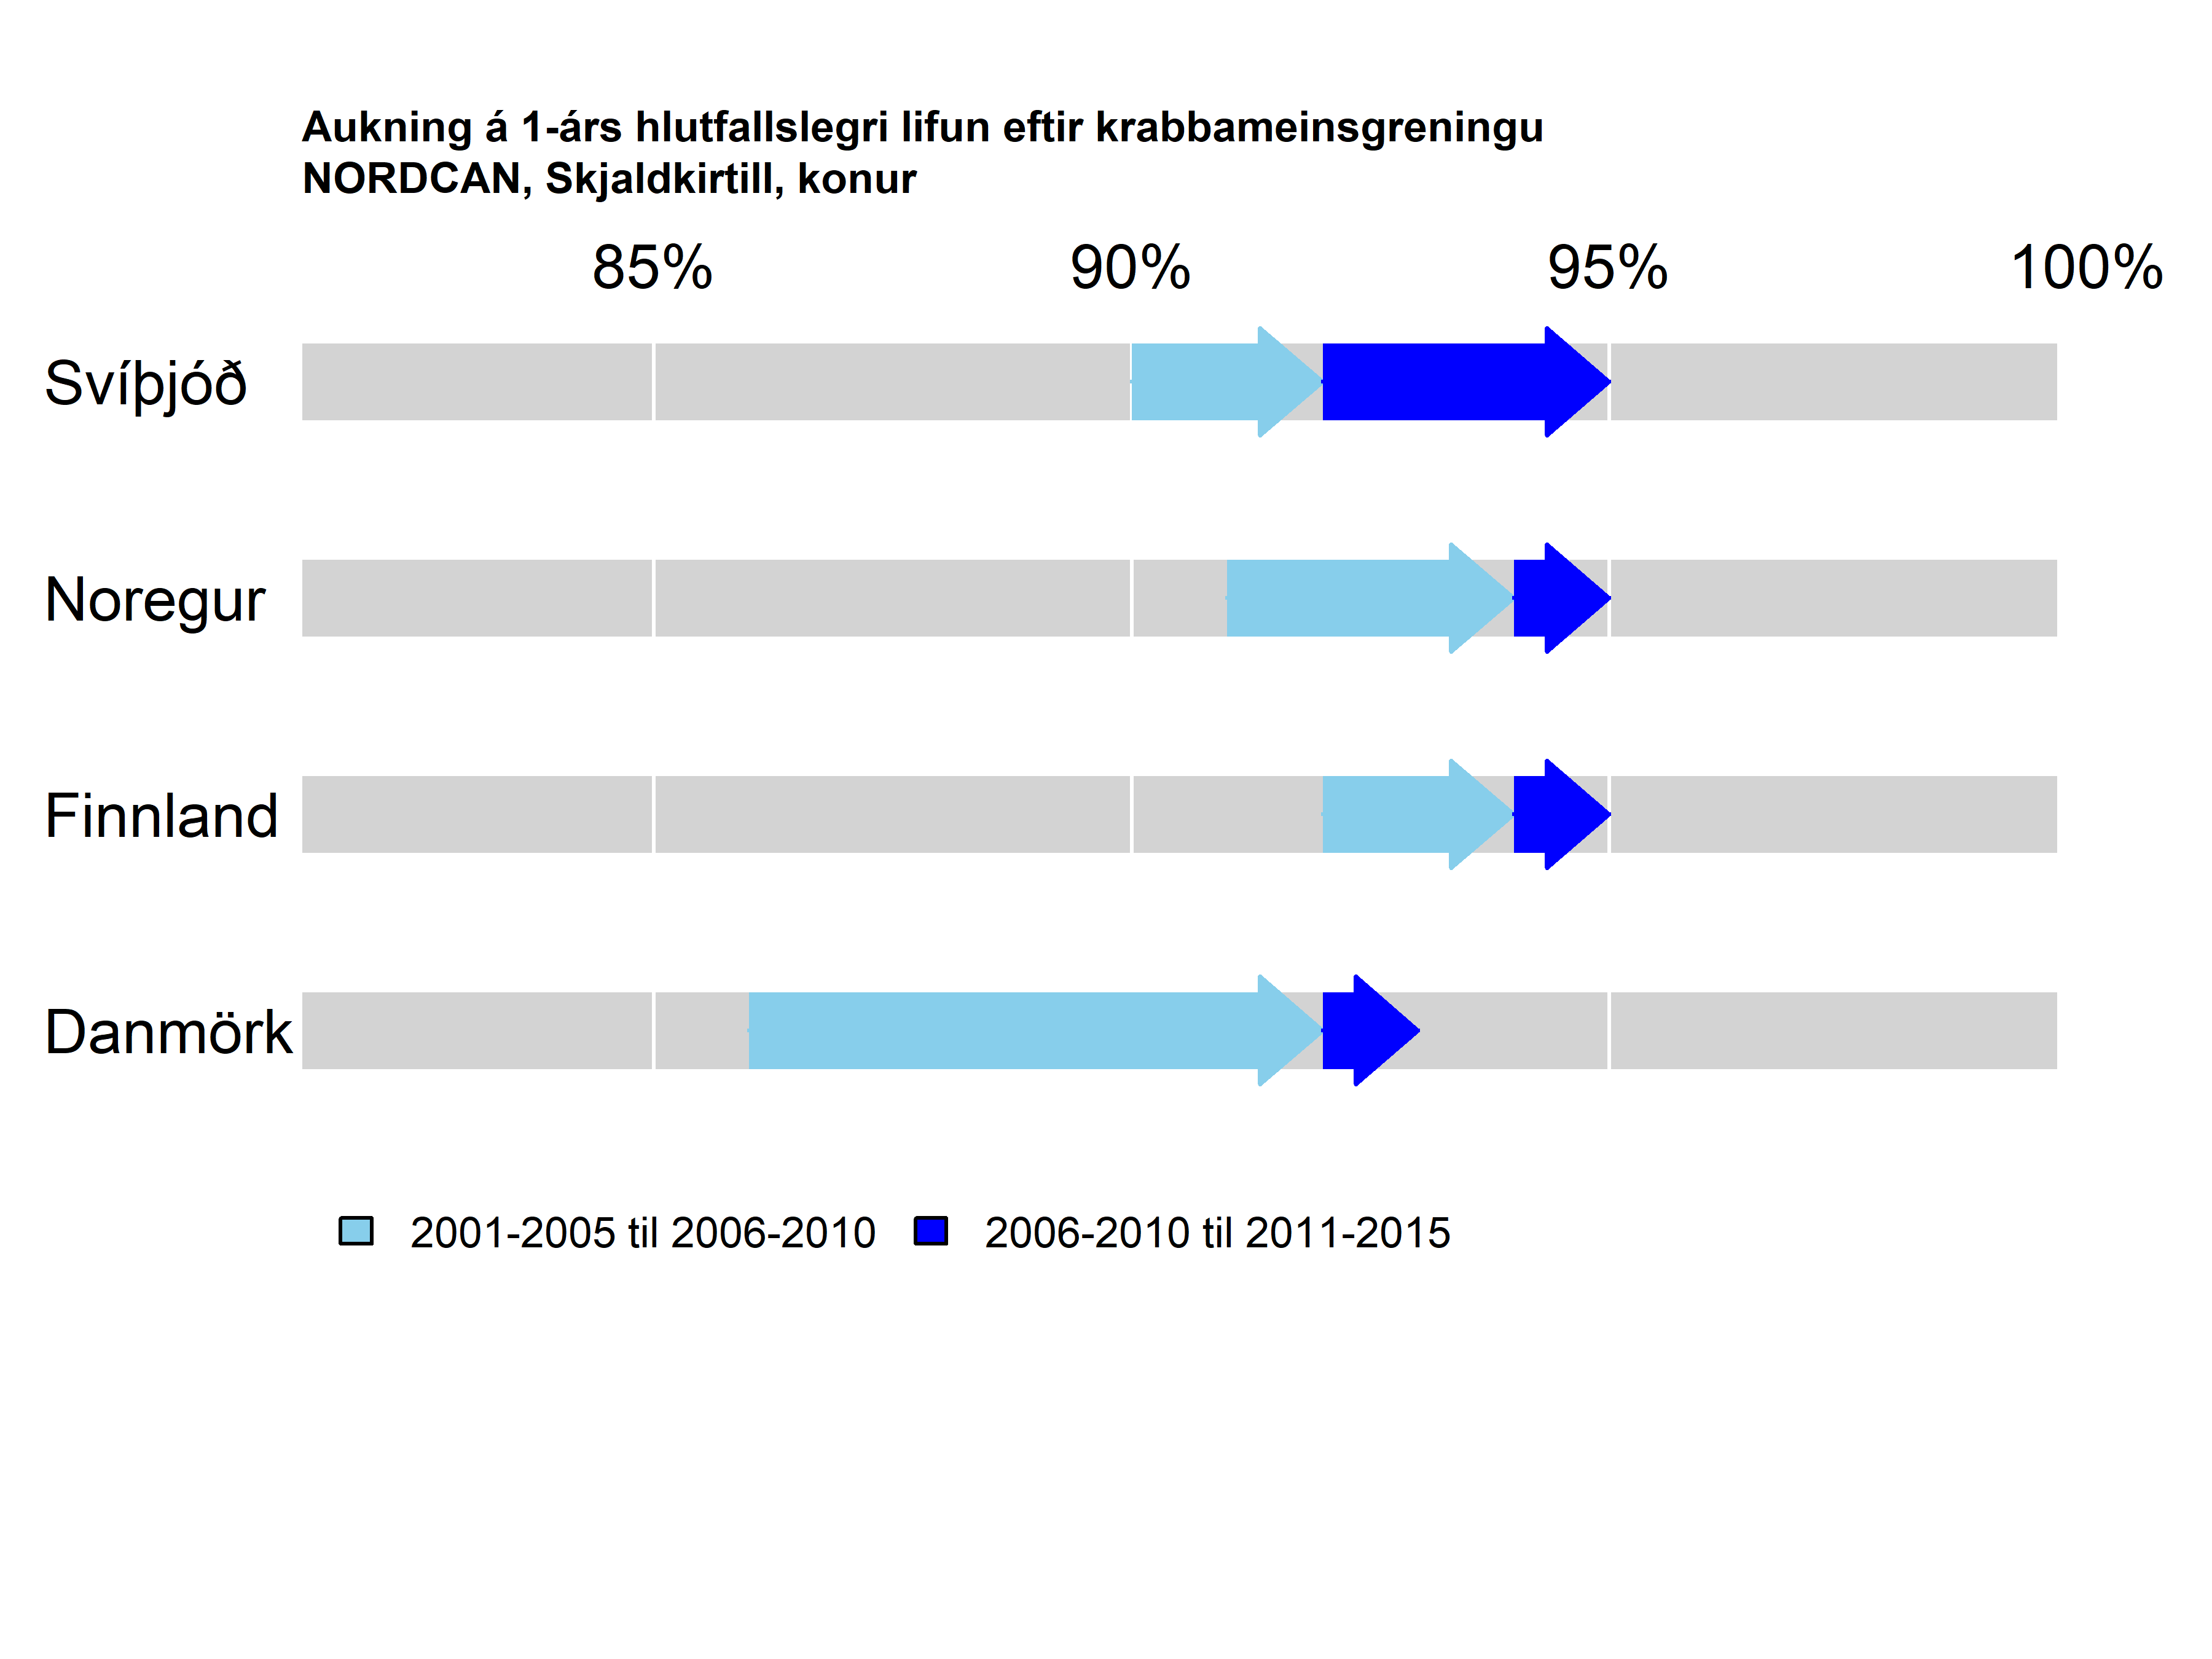 Aukning á 1-árs hlutfallslegri lifun eftir krabbameinsgreningu
NORDCAN, Skjaldkirtill, konur
85% 90% 95% 100%
Svíþjóð
Noregur
Finnland
Danmörk
2001-2005 til 2006-2010 2006-2010 til 2011-2015